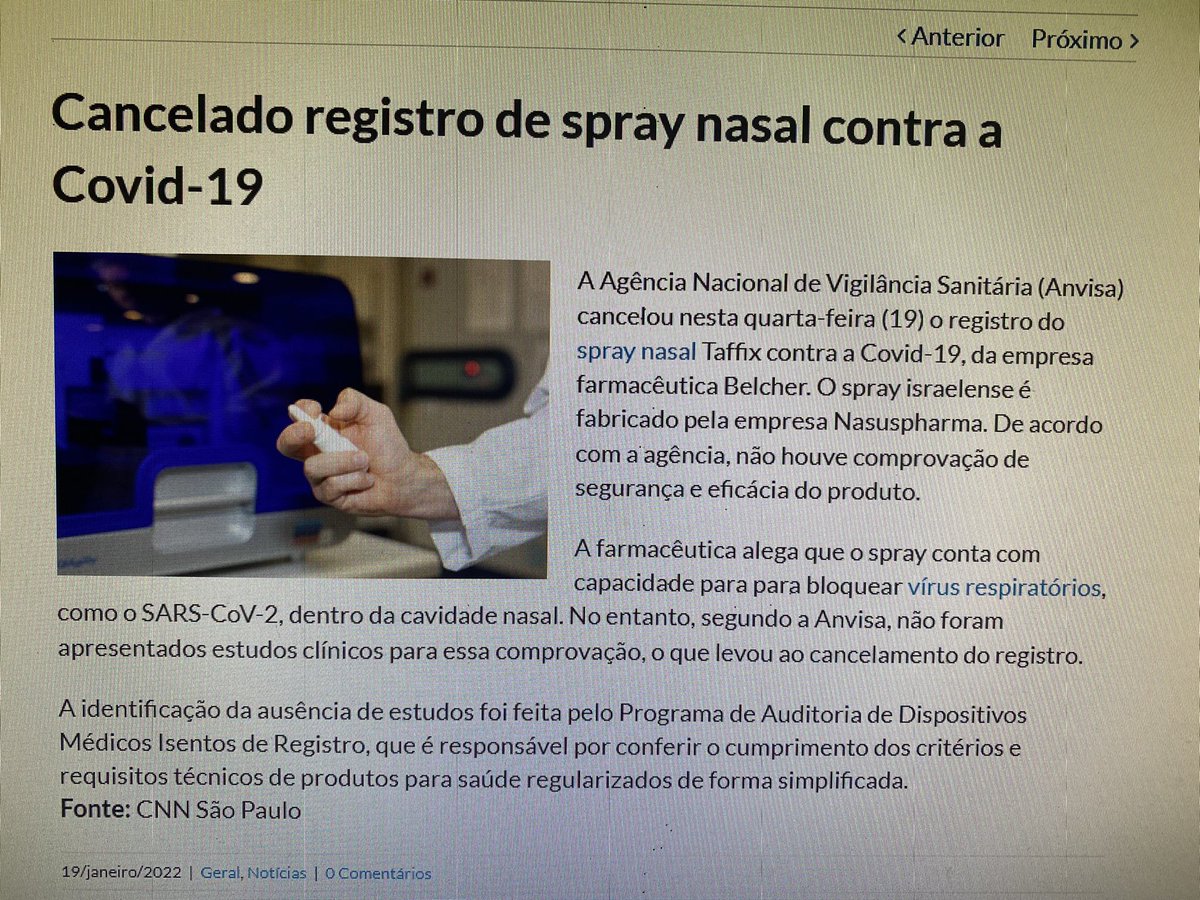 < Anterior Próximo >
Cancelado registro de spray nasal contra a
Covid-19
A Agência Nacional de Vigilância Sanitária (Anvisa)
cancelou nesta quarta-feira (19) o registro do
spray nasal Taffix contra a Covid-19, da empresa
farmacêutica Belcher. O spray israelense é
fabricado pela empresa Nasuspharma. De acordo
com a agência, não houve comprovação de
segurança e eficácia do produto.
A farmacêutica alega que o spray conta com
capacidade para para bloquear vírus respiratórios,
como o SARS-CoV-2, dentro da cavidade nasal. No entanto, segundo a Anvisa, não foram
apresentados estudos clínicos para essa comprovação, o que levou ao cancelamento do registro.
A identificação da ausência de estudos foi feita pelo Programa de Auditoria de Dispositivos
Médicos Isentos de Registro, que é responsável por conferir o cumprimento dos critérios e
requisitos técnicos de produtos para saúde regularizados de forma simplificada.
Fonte: CNN São Paulo
19/janeiro/2022 | Geral, Notícias | 0 Comentários